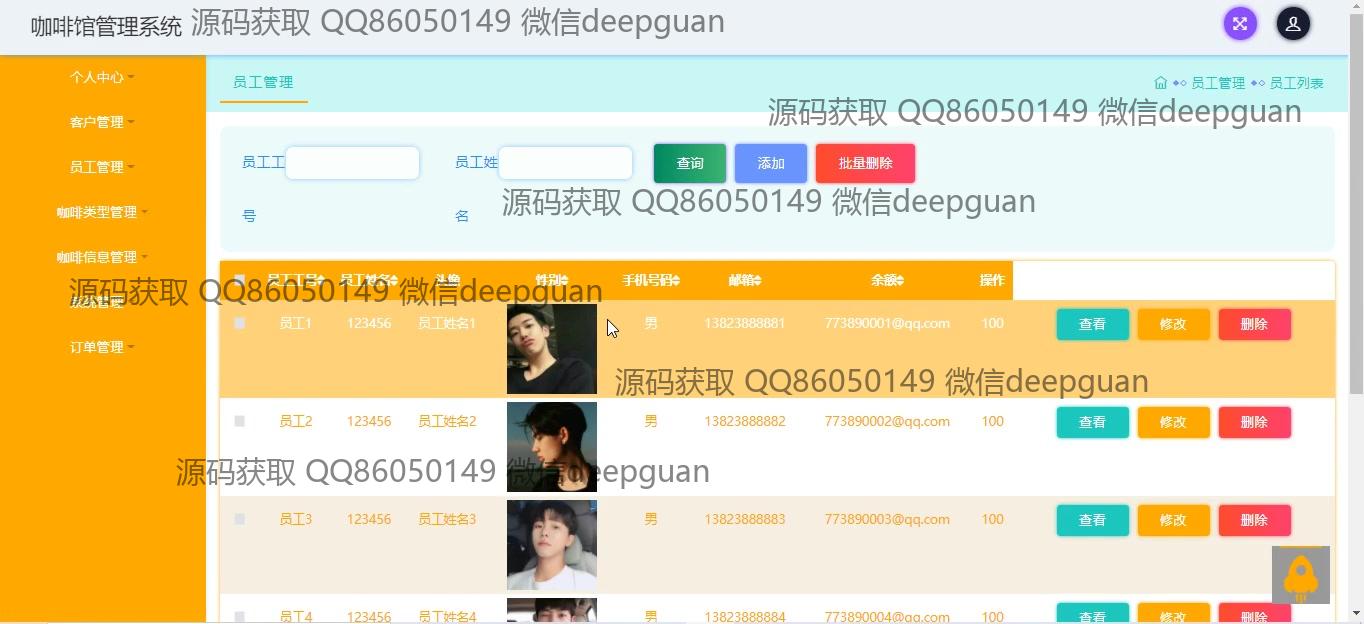 咖啡馆管理系统
源码获取 QQ86050149 微信deepguan
个人中心
客户管理
员工管理
咖啡类型管理
咖啡信息管理
系统管理
订单管理
员工管理
员工管理 员工列表
源码获取 QQ86050149 微信deepguan
员工工号 员工姓名 查询 添加 批量删除
源码获取 QQ86050149 微信deepguan
员工工号 员工姓名 头像 性别 手机号码 邮箱 余额 操作
源码获取 QQ86050149 微信deepguan
员工1 123456 员工姓名1 男 13823888881 773890001@qq.com 100 查看 修改 删除
源码获取 QQ86050149 微信deepguan
员工2 123456 员工姓名2 男 13823888882 773890002@qq.com 100 查看 修改 删除
源码获取 QQ86050149 微信deepguan
员工3 123456 员工姓名3 男 13823888883 773890003@qq.com 100 查看 修改 删除
员工4 123456 员工姓名4 男 13823888884 773890004@qq.com 100 查看 修改 删除